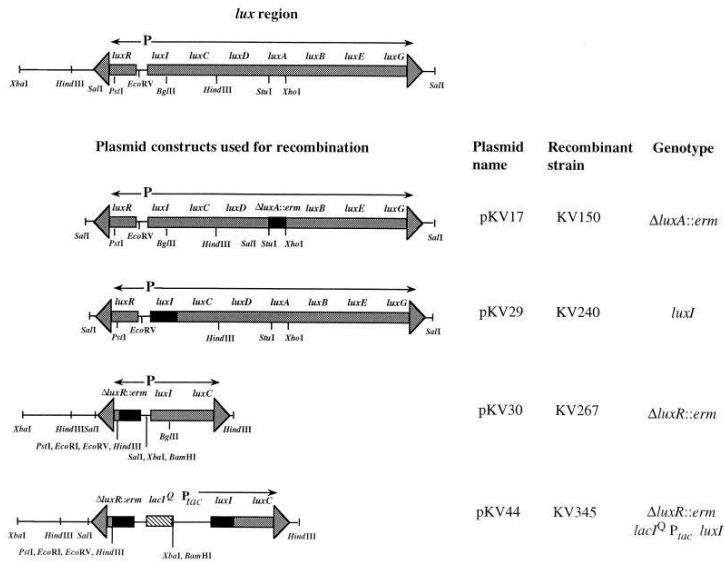 lux region
P
luxR luxI luxC luxD luxA luxB luxE luxG
XbaI HindIII SalI PstI EcoRV BglII HindIII StuI XhoI SalI
Plasmid constructs used for recombination
Plasmid name
Recombinant strain
Genotype
P
luxR luxI luxC luxD ΔluxA::erm luxB luxE luxG
SalI PstI EcoRV BglII HindIII SalI StuI XhoI SalI
pKV17 KV150 ΔluxA::erm
P
luxR luxI luxC luxD luxA luxB luxE luxG
SalI PstI EcoRV HindIII StuI XhoI SalI
pKV29 KV240 luxI
P
ΔluxR::erm luxI luxC
XbaI HindIII SalI BglII HindIII
PstI, EcoRI, EcoRV, HindIII SalI, XbaI, BamHI
pKV30 KV267 ΔluxR::erm
ΔluxR::erm lacIQ Ptac luxI luxC
XbaI HindIII SalI HindIII
PstI, EcoRI, EcoRV, HindIII XbaI, BamHI
pKV44 KV345 ΔluxR::erm
lacIQ Ptac luxI